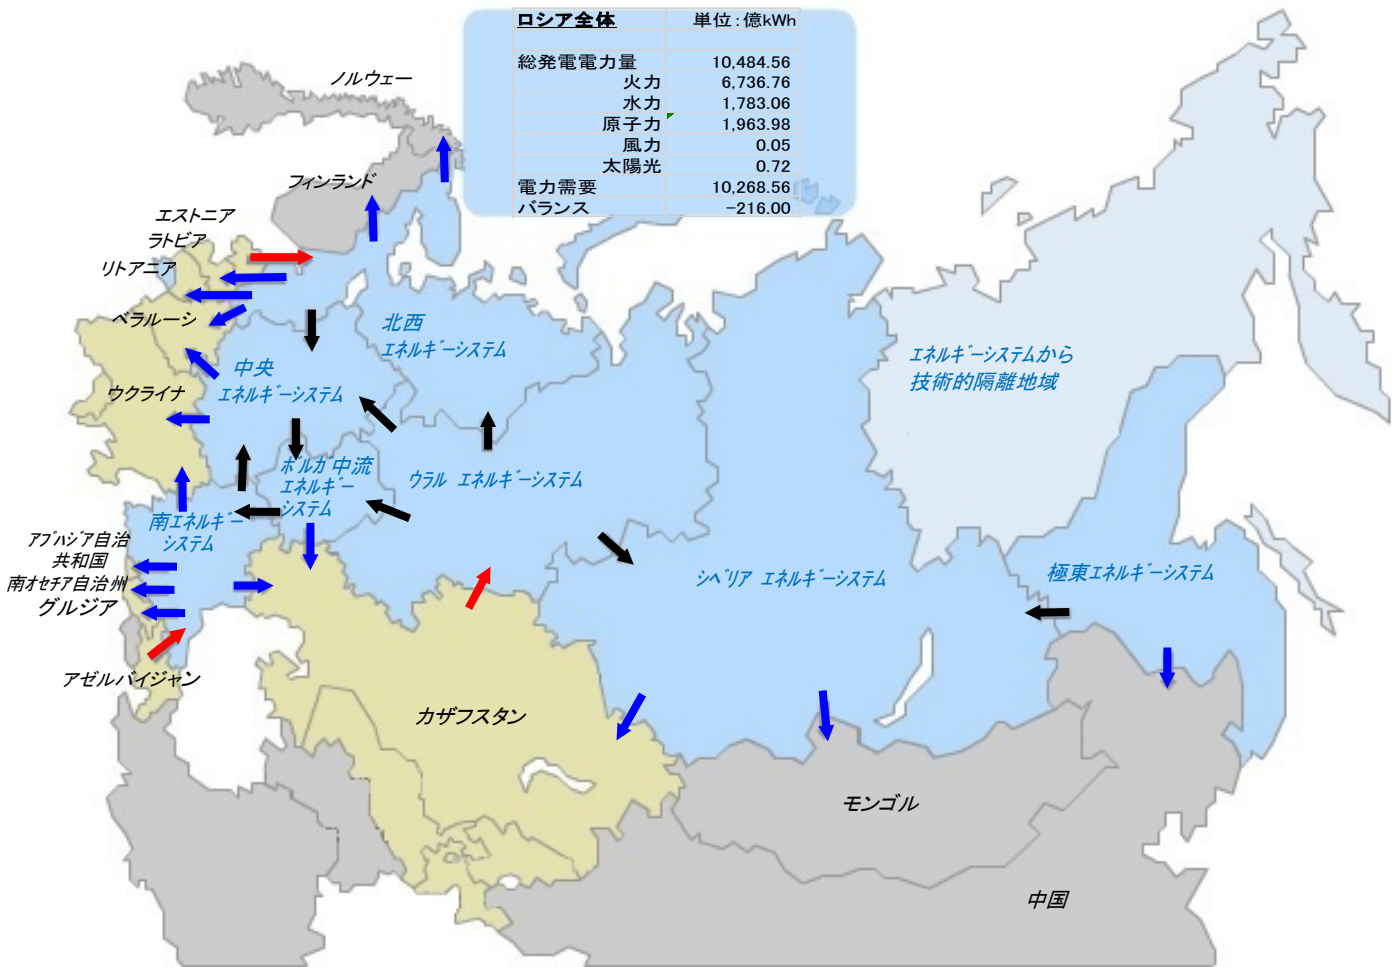 ロシア全体 単位：億kWh
総発電電力量 10,484.56
火力 6,736.76
水力 1,783.06
原子力 1,963.98
風力 0.05
太陽光 0.72
電力需要 10,268.56
バランス -216.00
ノルウェー
フィンランド
エストニア
ラトビア
リトアニア
ベラルーシ
ウクライナ
北西
エネルギーシステム
中央
エネルギーシステム
エネルギーシステムから
技術的隔離地域
ボルガ中流
エネルギー
システム
ウラル エネルギーシステム
南エネルギー
システム
アブハジア自治
共和国
南オセチア自治州
グルジア
アゼルバイジャン
シベリア エネルギーシステム
極東エネルギーシステム
カザフスタン
モンゴル
中国